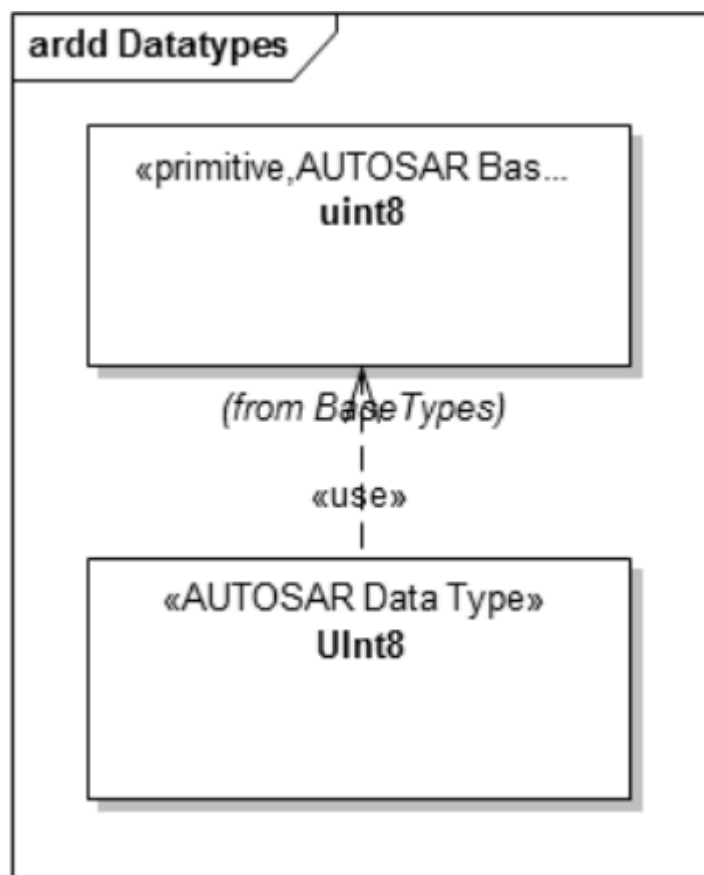 ardd Datatypes
«primitive,AUTOSAR Bas...
uint8
(from BaseTypes)
«use»
«AUTOSAR Data Type»
UInt8